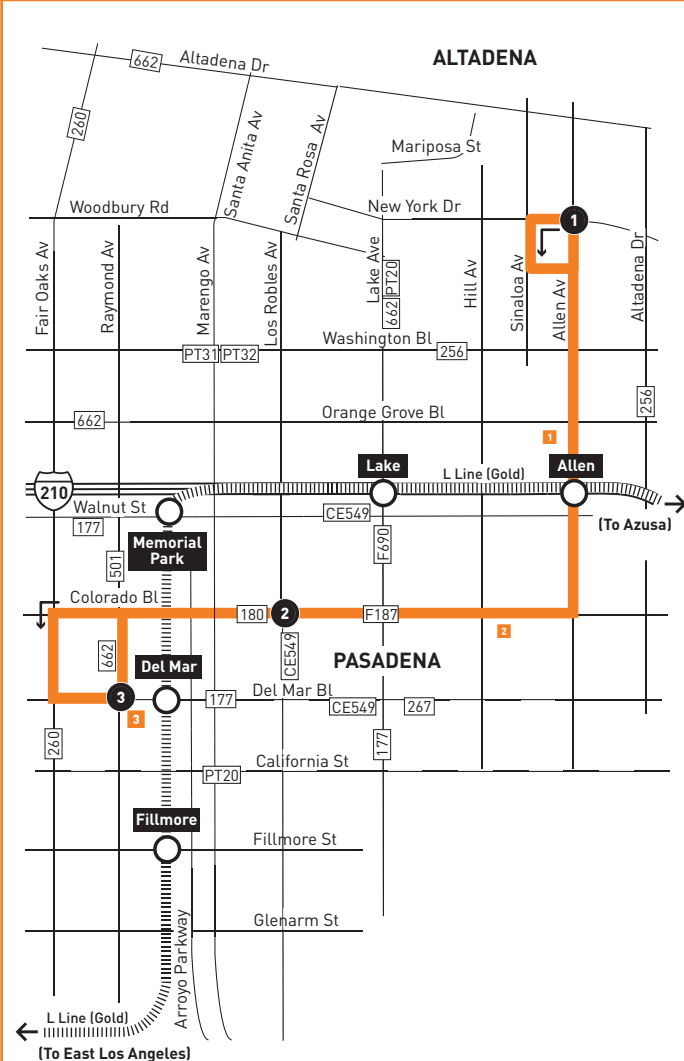 ALTADENA
662
Altadena Dr
260
Santa Anita Av
Santa Rosa Av
Mariposa St
Woodbury Rd
New York Dr
1
Fair Oaks Av
Raymond Av
Marengo Av
Los Robles Av
Lake Ave
662
PT20
Hill Av
Sinaloa Av
Allen Av
Altadena Dr
PT31
PT32
Washington Bl
256
256
662
Orange Grove Bl
1
210
Lake
L Line (Gold)
Allen
Walnut St
177
CE549
(To Azusa)
Memorial
Park
501
F690
Colorado Bl
180
2
F187
2
662
CE549
PASADENA
Del Mar
3
3
177
Del Mar Bl
CE549
267
260
177
California St
PT20
Fillmore
Fillmore St
Glenarm St
Arroyo Parkway
L Line (Gold)
(To East Los Angeles)